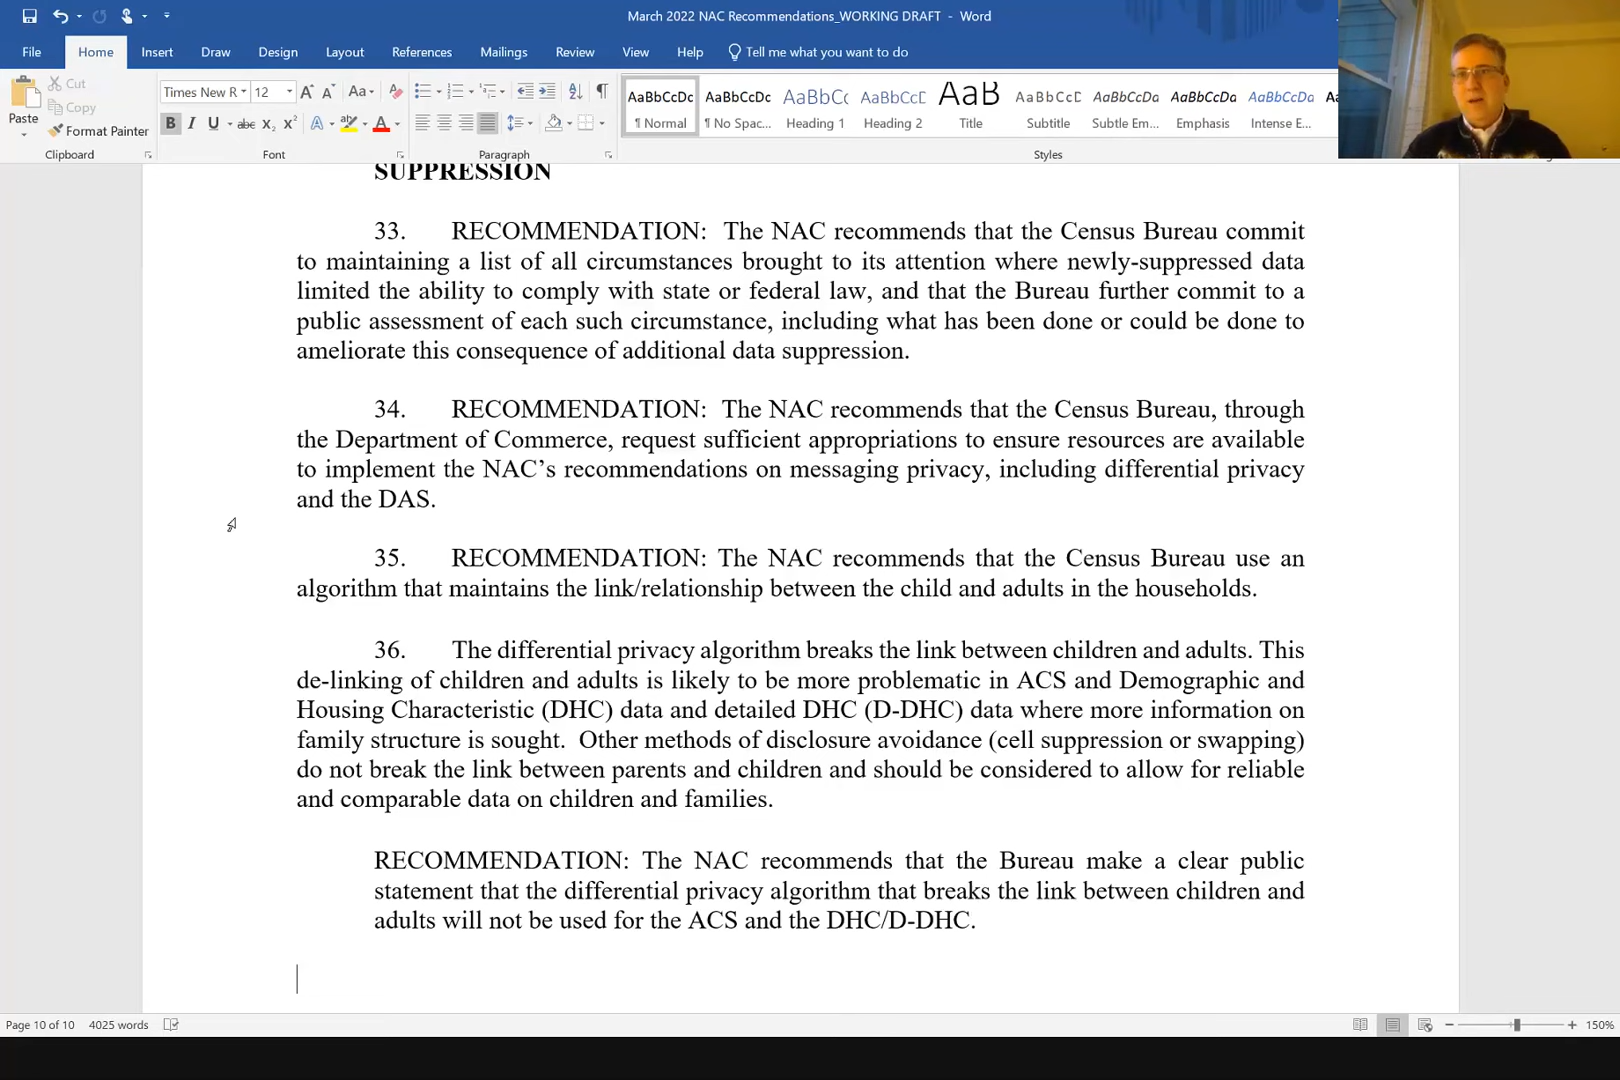 March 2022 NAC Recommendations_WORKING DRAFT - Word
File Home Insert Draw Design Layout References Mailings Review View Help Tell me what you want to do
Paste
Cut
Copy
Format Painter
Clipboard
Times New R 12
Font
Paragraph
AaBbCcDc AaBbCcDc AaBbCc AaBbCcD AaB AaBbCcD AaBbCcDa AaBbCcDa AaBbCcDa
¶ Normal ¶ No Spac... Heading 1 Heading 2 Title Subtitle Subtle Em... Emphasis Intense E...
Styles
SUPPRESSION
33. RECOMMENDATION: The NAC recommends that the Census Bureau commit
to maintaining a list of all circumstances brought to its attention where newly-suppressed data
limited the ability to comply with state or federal law, and that the Bureau further commit to a
public assessment of each such circumstance, including what has been done or could be done to
ameliorate this consequence of additional data suppression.
34. RECOMMENDATION: The NAC recommends that the Census Bureau, through
the Department of Commerce, request sufficient appropriations to ensure resources are available
to implement the NAC’s recommendations on messaging privacy, including differential privacy
and the DAS.
35. RECOMMENDATION: The NAC recommends that the Census Bureau use an
algorithm that maintains the link/relationship between the child and adults in the households.
36. The differential privacy algorithm breaks the link between children and adults. This
de-linking of children and adults is likely to be more problematic in ACS and Demographic and
Housing Characteristic (DHC) data and detailed DHC (D-DHC) data where more information on
family structure is sought. Other methods of disclosure avoidance (cell suppression or swapping)
do not break the link between parents and children and should be considered to allow for reliable
and comparable data on children and families.
RECOMMENDATION: The NAC recommends that the Bureau make a clear public
statement that the differential privacy algorithm that breaks the link between children and
adults will not be used for the ACS and the DHC/D-DHC.
Page 10 of 10 4025 words 150%